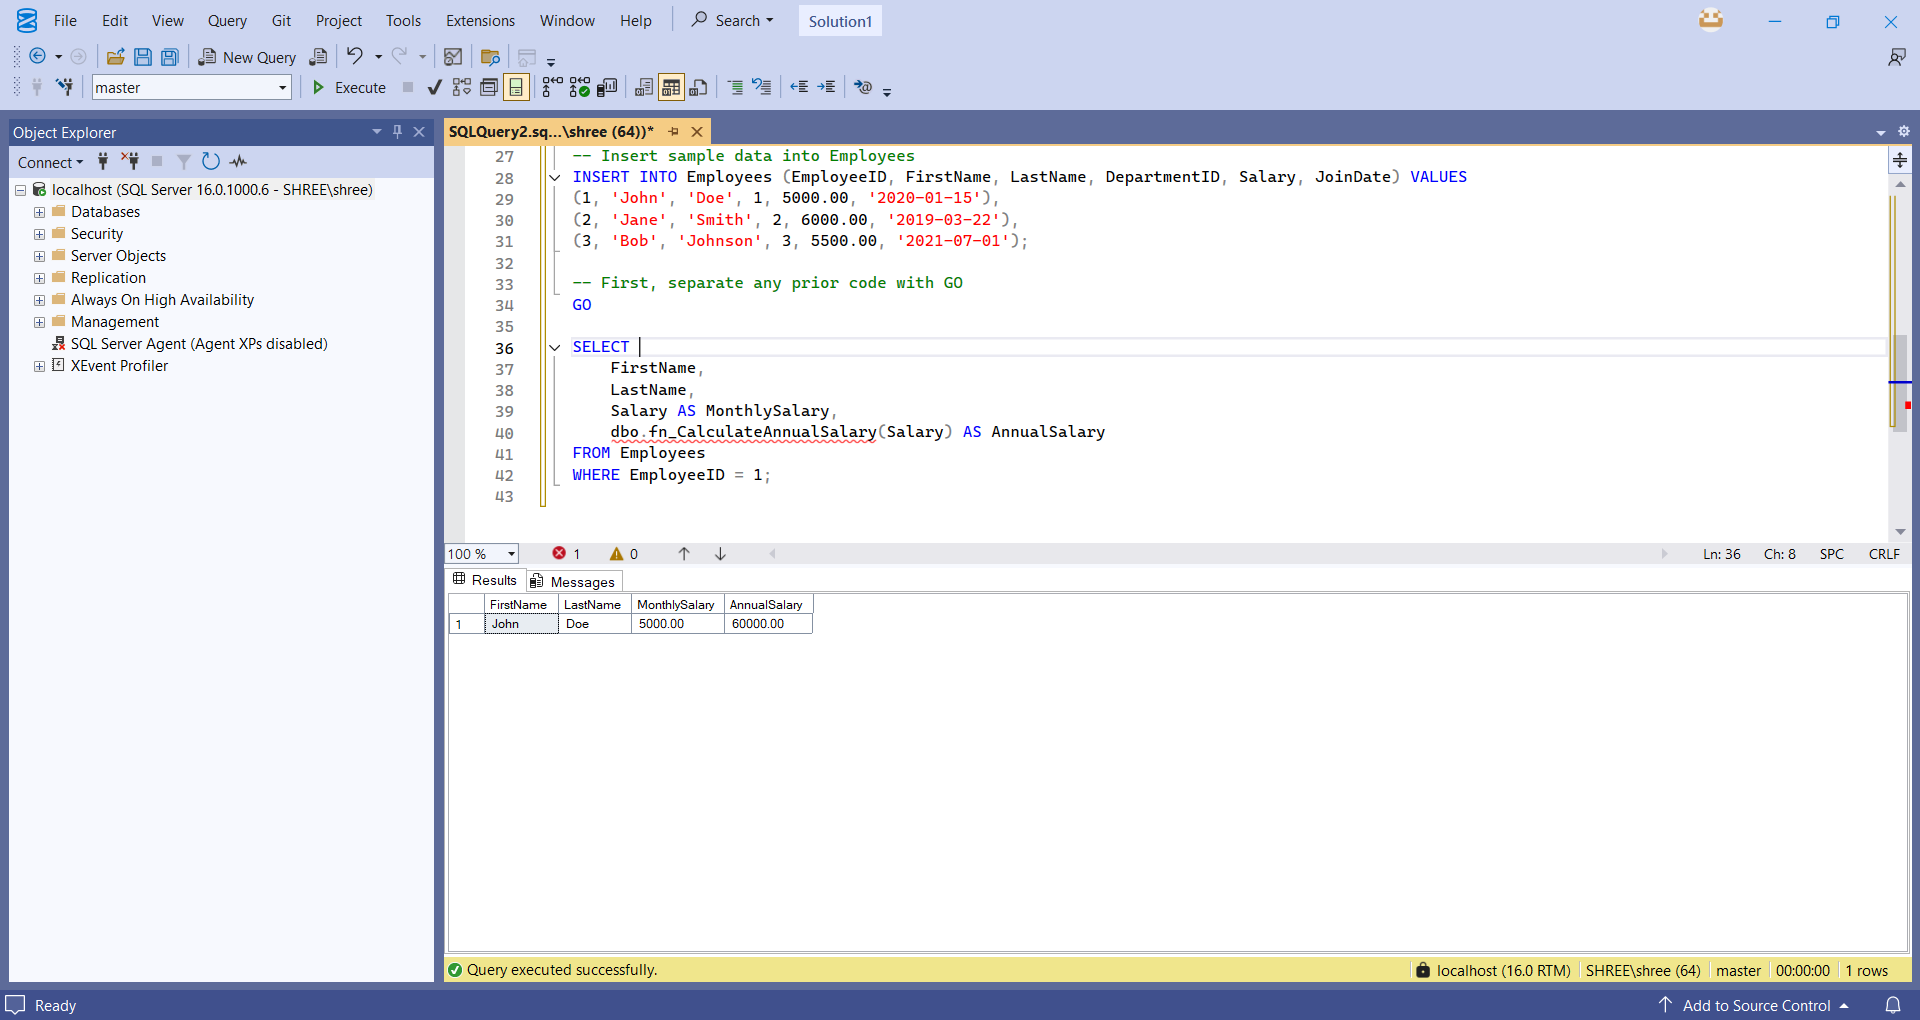 File Edit View Query Git Project Tools Extensions Window Help Search Solution1
New Query
master Execute
Object Explorer
Connect
localhost (SQL Server 16.0.1000.6 - SHREE\shree)
Databases
Security
Server Objects
Replication
Always On High Availability
Management
SQL Server Agent (Agent XPs disabled)
XEvent Profiler
SQLQuery2.sq...\shree (64))*
27 -- Insert sample data into Employees
28 INSERT INTO Employees (EmployeeID, FirstName, LastName, DepartmentID, Salary, JoinDate) VALUES
29 (1, 'John', 'Doe', 1, 5000.00, '2020-01-15'),
30 (2, 'Jane', 'Smith', 2, 6000.00, '2019-03-22'),
31 (3, 'Bob', 'Johnson', 3, 5500.00, '2021-07-01');
32
33 -- First, separate any prior code with GO
34 GO
35
36 SELECT
37 FirstName,
38 LastName,
39 Salary AS MonthlySalary,
40 dbo.fn_CalculateAnnualSalary(Salary) AS AnnualSalary
41 FROM Employees
42 WHERE EmployeeID = 1;
43
100 % 1 0 Ln: 36 Ch: 8 SPC CRLF
Results Messages
FirstName LastName MonthlySalary AnnualSalary
1 John Doe 5000.00 60000.00
Query executed successfully. localhost (16.0 RTM) SHREE\shree (64) master 00:00:00 1 rows
Ready Add to Source Control